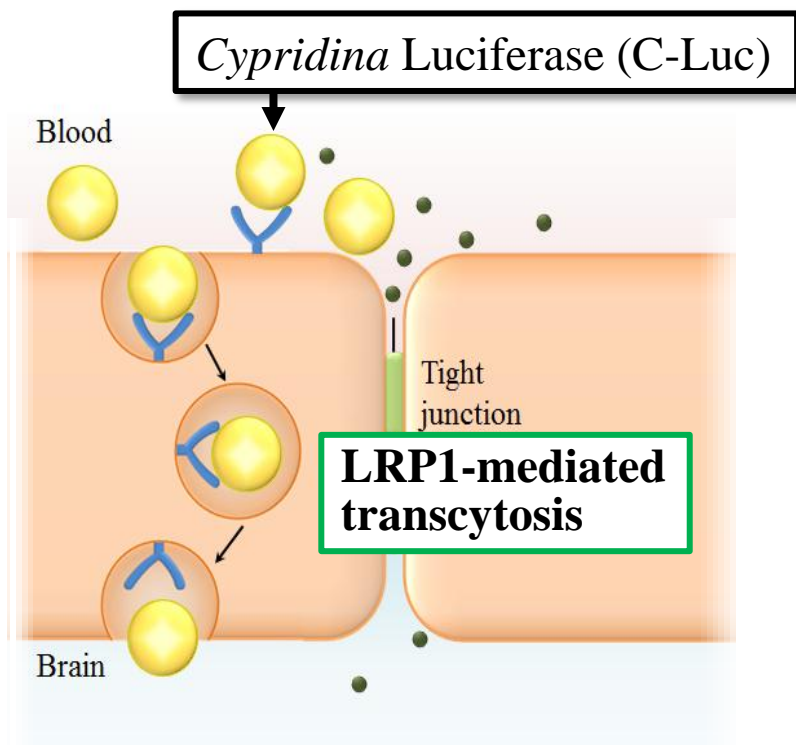 Cypridina Luciferase (C-Luc)
Blood
Tight
junction
LRP1-mediated
transcytosis
Brain